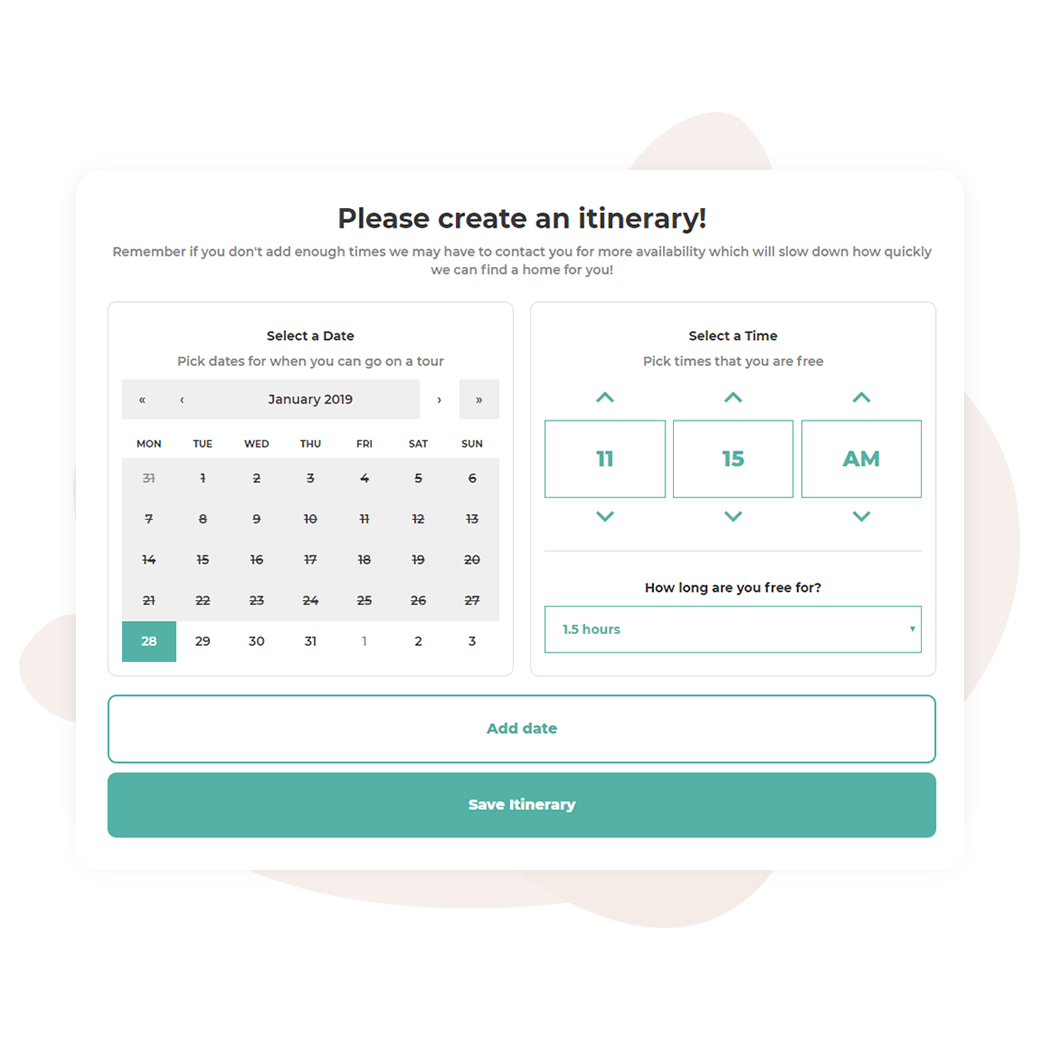 Please create an itinerary!
Remember if you don't add enough times we may have to contact you for more availability which will slow down how quickly
we can find a home for you!
Select a Date
Pick dates for when you can go on a tour
« ‹ January 2019 › »
MON TUE WED THU FRI SAT SUN
31 1 2 3 4 5 6
7 8 9 10 11 12 13
14 15 16 17 18 19 20
21 22 23 24 25 26 27
28 29 30 31 1 2 3
Select a Time
Pick times that you are free
11 15 AM
How long are you free for?
1.5 hours
Add date
Save Itinerary